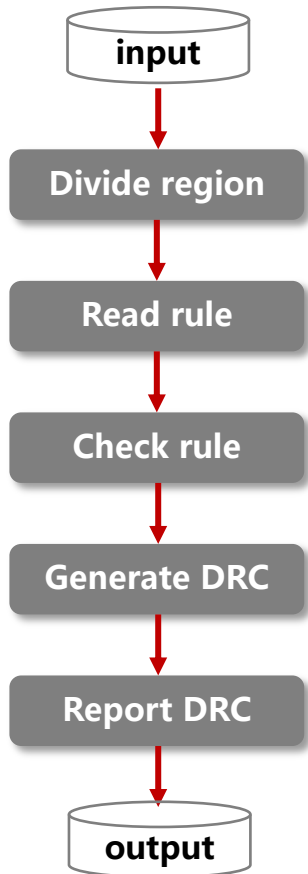 input
Divide region
Read rule
Check rule
Generate DRC
Report DRC
output